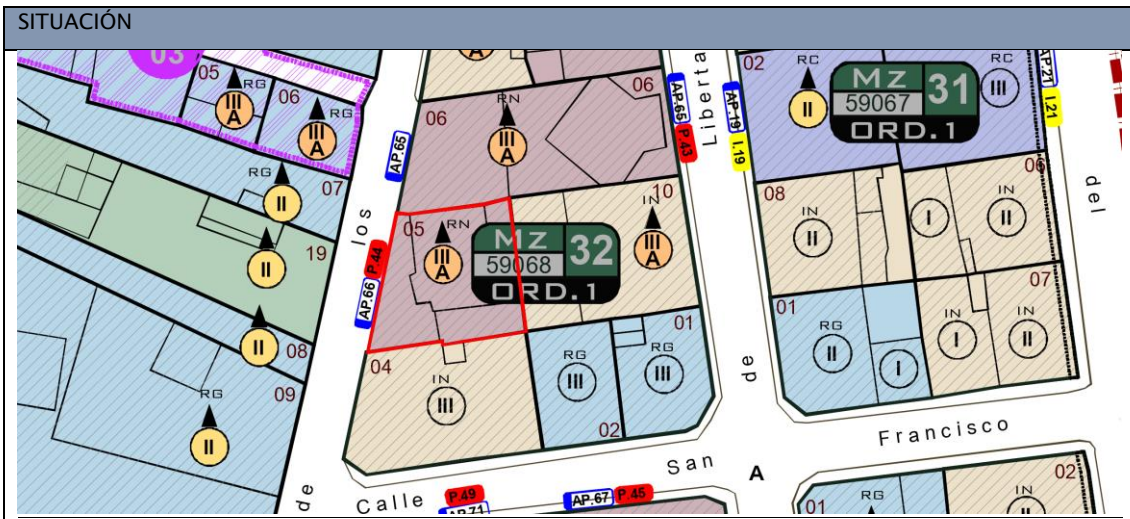 SITUACIÓN
03
05
RG
III
A
06
RG
III
A
RG
II
07
19
II
II
08
RG
09
II
A
06
RN
III
A
06
AP.65
los
05
RN
III
A
P.44
AP.66
Mz
59068
32
ORD.1
10
IN
III
A
04
IN
III
RG
III
02
01
RG
III
AP.65
P.43
Liberta
AP.19
I.19
02
RC
II
Mz
59067
31
ORD.1
RC
III
AP.21
I.21
08
IN
II
I
06
IN
II
del
01
RG
II
I
07
IN
I
IN
II
de
Francisco
San
A
Calle
de
P.49
AP.71
AP.67
P.45
01
RG
02
IN
II